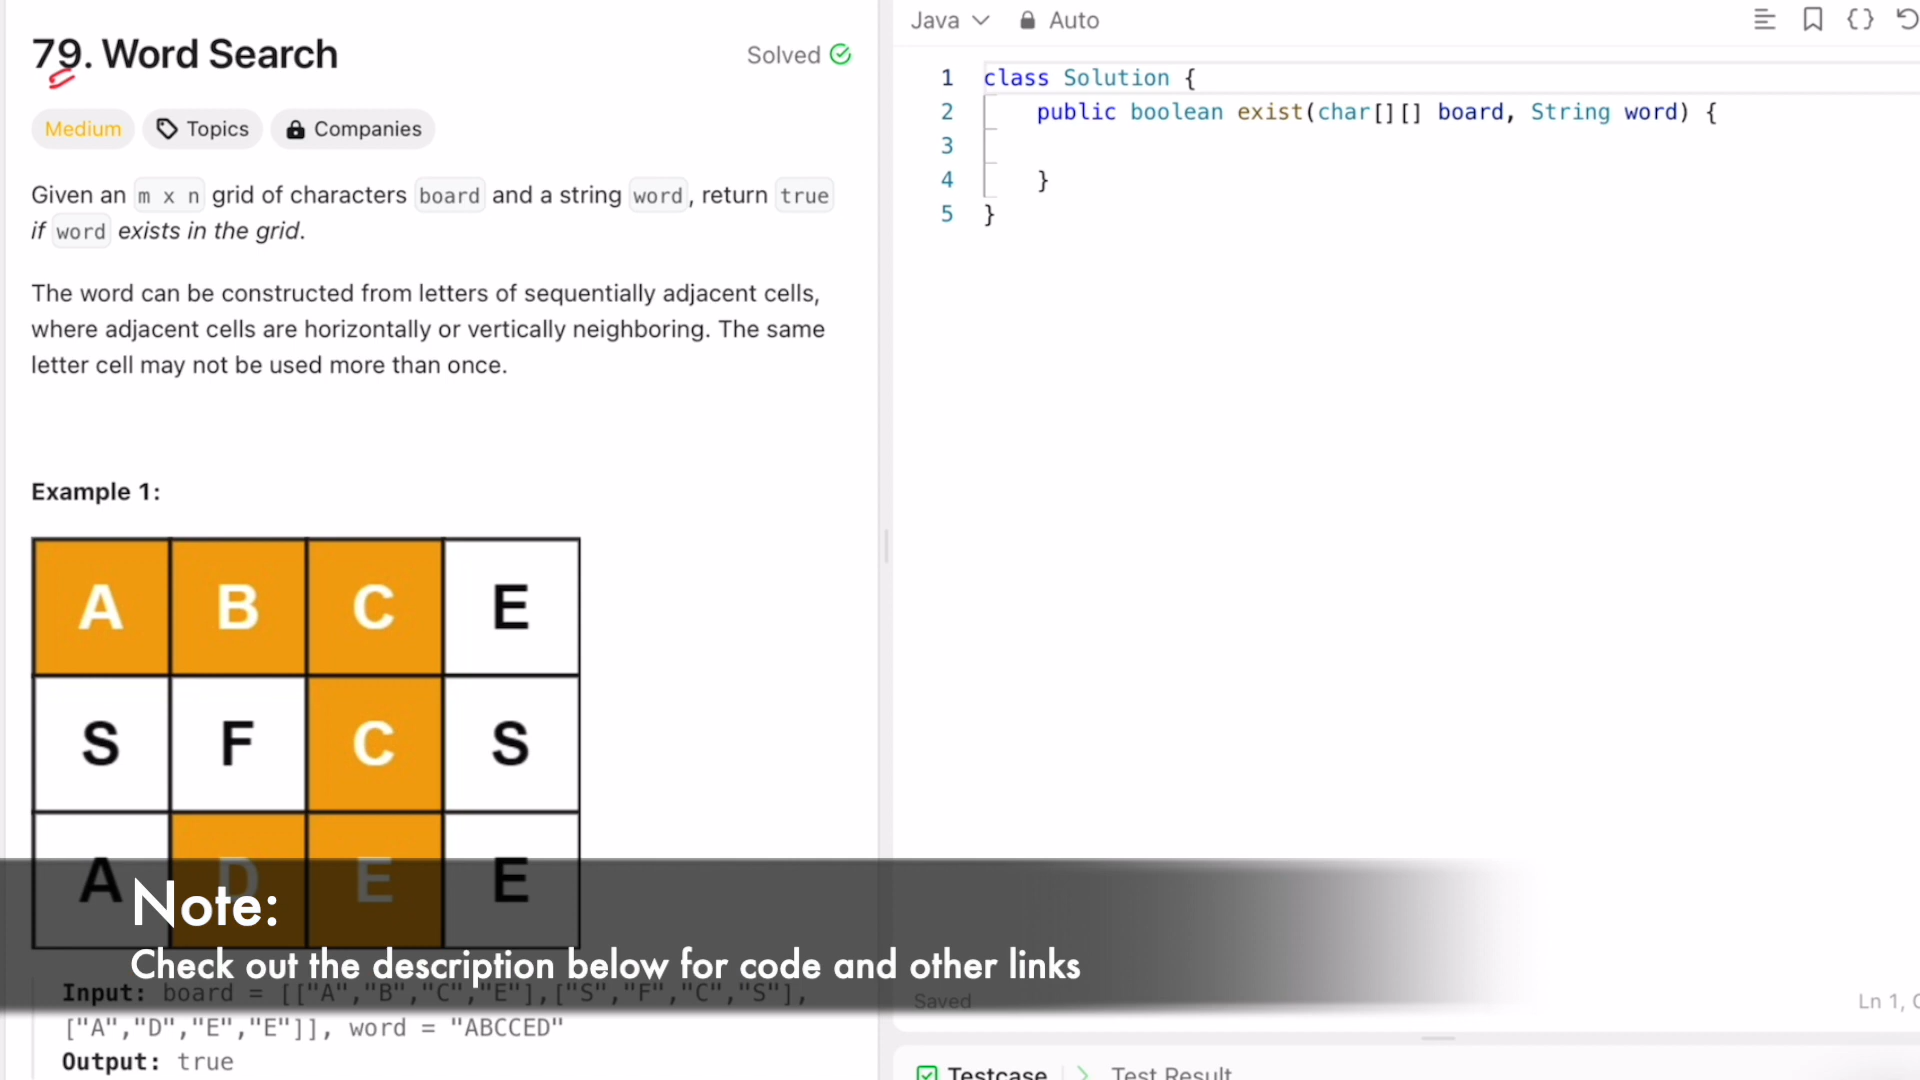 79. Word Search
Solved
Medium Topics Companies
Given an m x n grid of characters board and a string word, return true
if word exists in the grid.
The word can be constructed from letters of sequentially adjacent cells,
where adjacent cells are horizontally or vertically neighboring. The same
letter cell may not be used more than once.
Example 1:
A B C E
S F C S
A D E E
Note:
Check out the description below for code and other links
Input: board = [["A","B","C","E"],["S","F","C","S"],
["A","D","E","E"]], word = "ABCCED"
Output: true
Java Auto
1 class Solution {
2 public boolean exist(char[][] board, String word) {
3
4 }
5 }
Saved
Ln 1,
Testcase Test Result